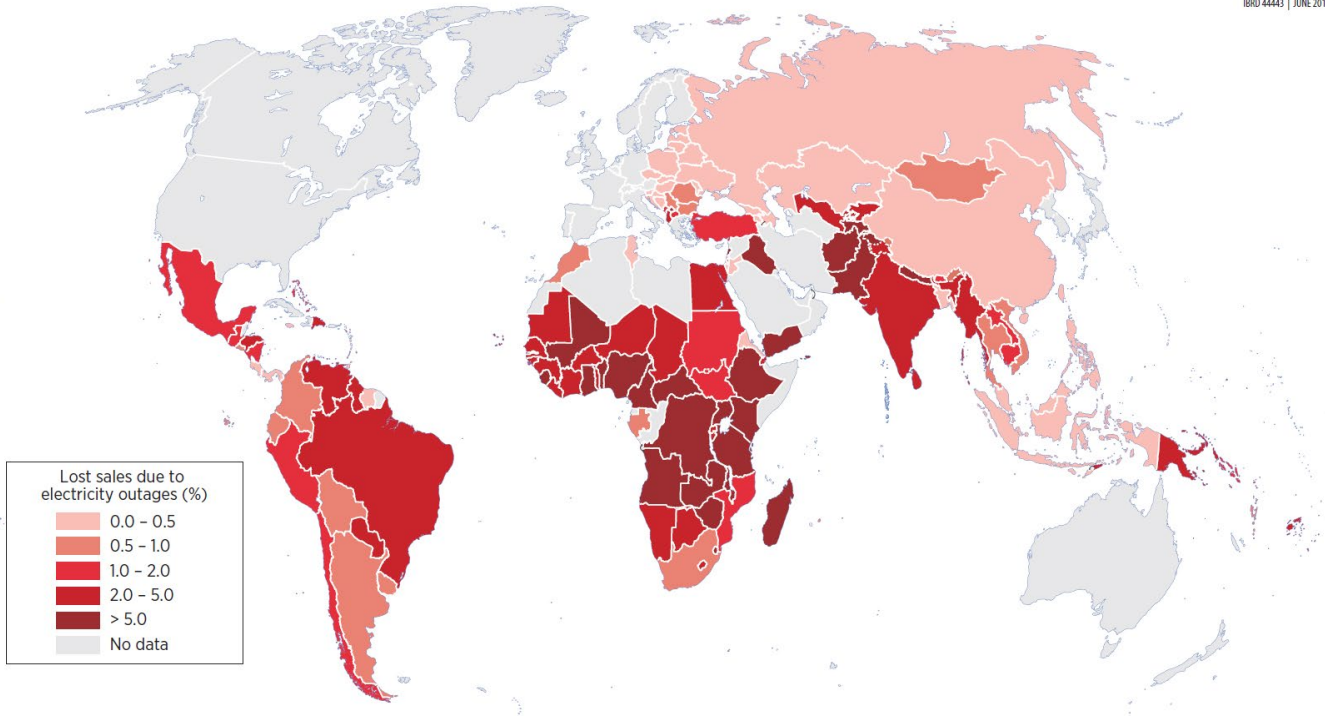 IBRD 44443 | JUNE 201
Lost sales due to
electricity outages (%)
0.0 – 0.5
0.5 – 1.0
1.0 – 2.0
2.0 – 5.0
> 5.0
No data